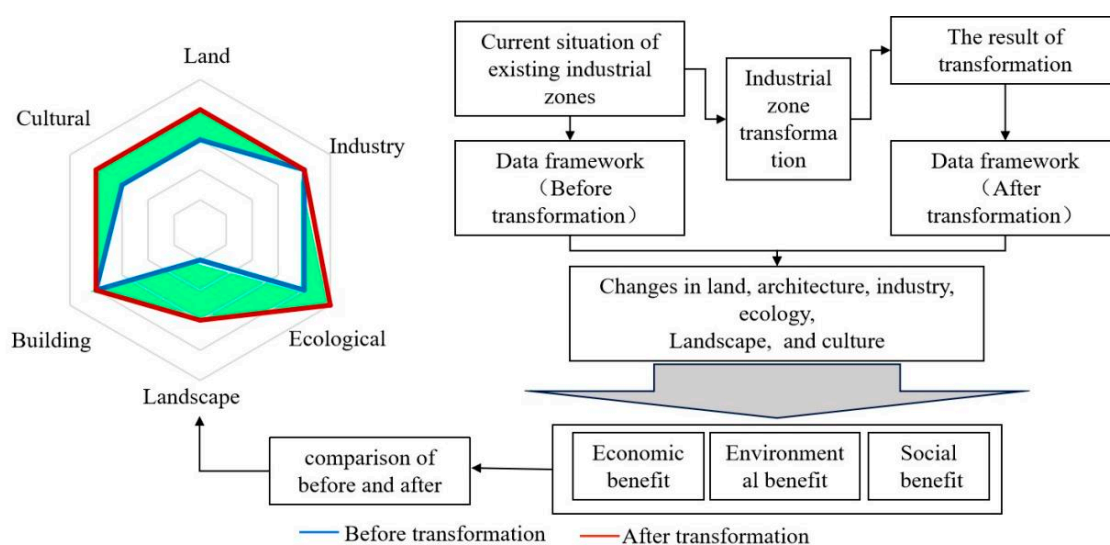 Land
Cultural
Industry
Building
Ecological
Landscape
Current situation of
existing industrial
zones
Industrial
zone
transforma
tion
The result of
transformation
Data framework
（Before
transformation）
Data framework
（After
transformation）
Changes in land, architecture, industry,
ecology,
Landscape, and culture
Economic
benefit
Environment
al benefit
Social
benefit
comparison of
before and after
Before transformation
After transformation